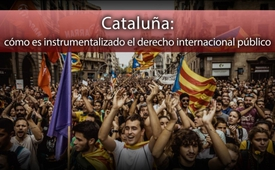 Cataluña:
cómo es instrumentalizado el derecho internacional público